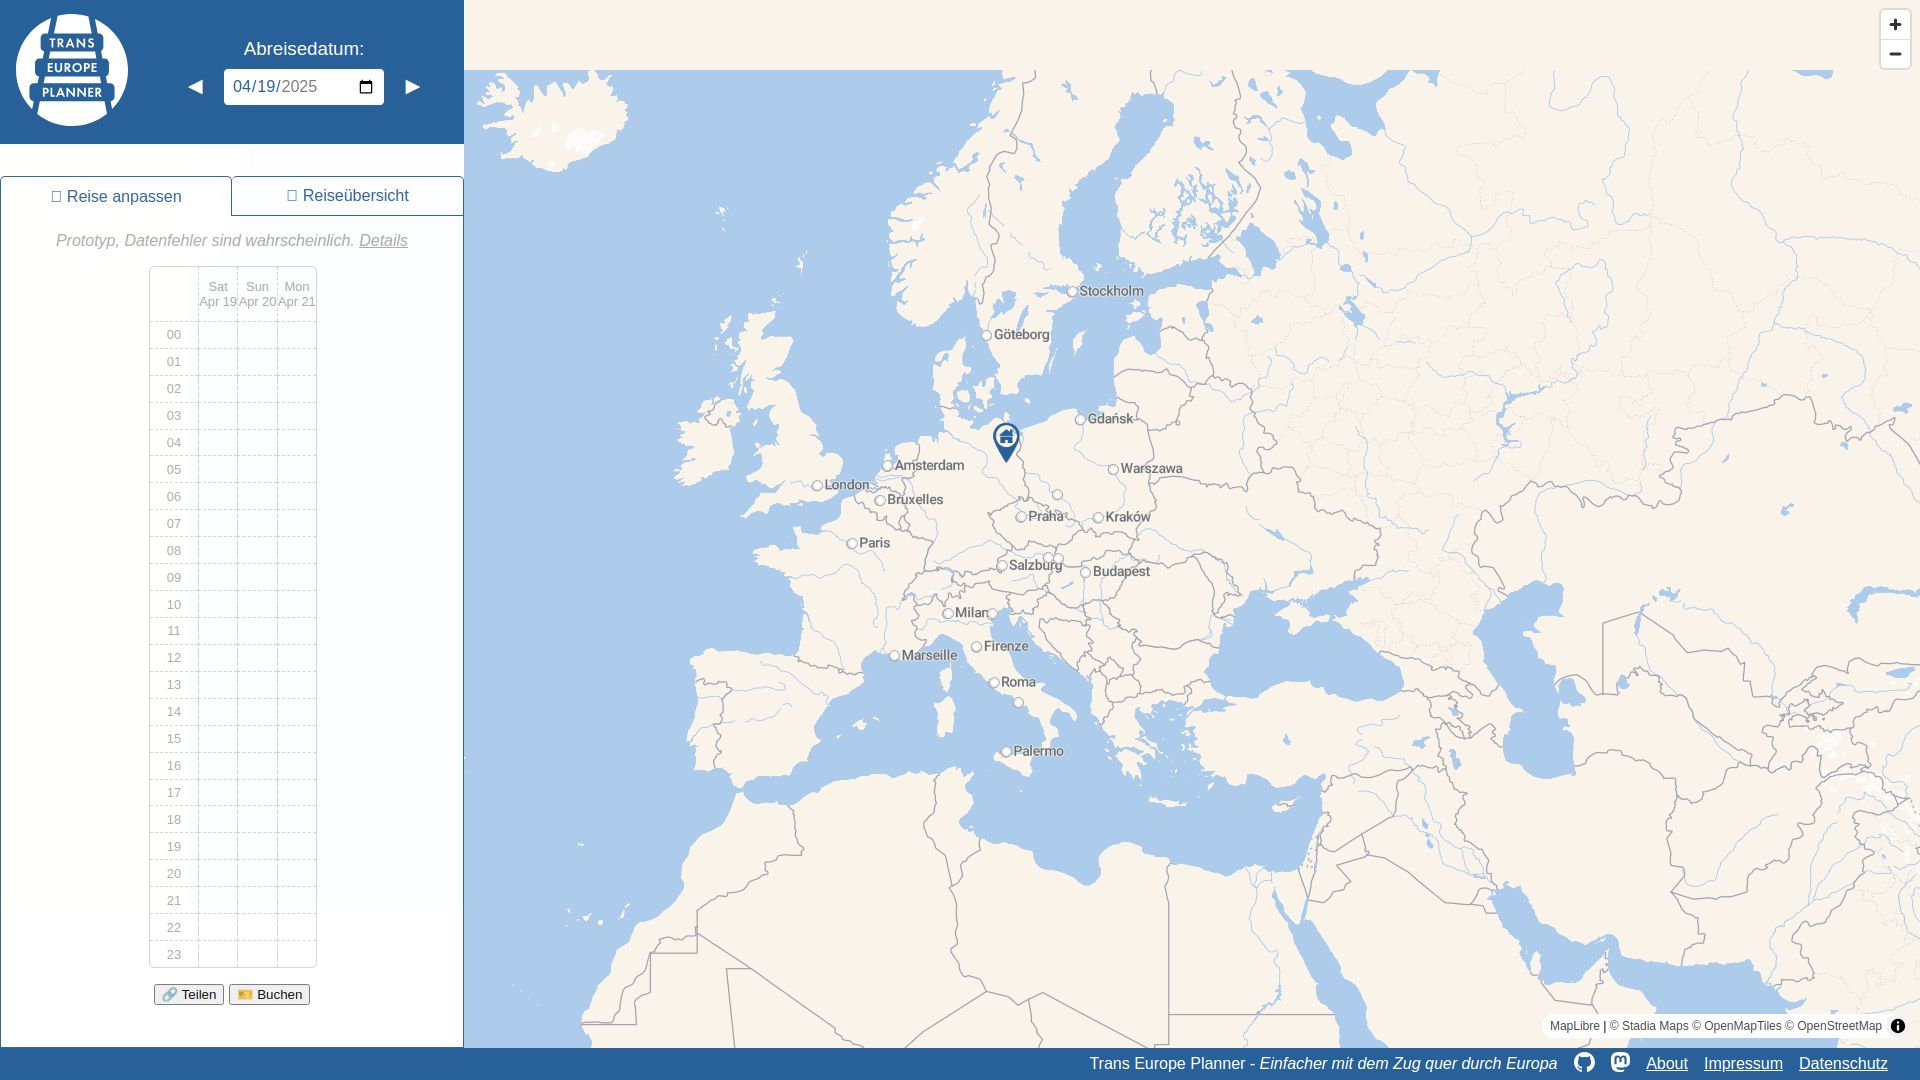 TRANS
EUROPE
PLANNER
Abreisedatum:
◀ 04/19/2025 ▶
Reise anpassen
Reiseübersicht
Prototyp, Datenfehler sind wahrscheinlich. Details
Sat Sun Mon
Apr 19 Apr 20 Apr 21
00
01
02
03
04
05
06
07
08
09
10
11
12
13
14
15
16
17
18
19
20
21
22
23
🔗 Teilen
🎫 Buchen
+
−
Stockholm
Göteborg
Gdańsk
Amsterdam
Warszawa
London
Bruxelles
Praha
Kraków
Paris
Salzburg
Budapest
Milan
Firenze
Marseille
Roma
Palermo
MapLibre | © Stadia Maps © OpenMapTiles © OpenStreetMap
Trans Europe Planner - Einfacher mit dem Zug quer durch Europa
About
Impressum
Datenschutz